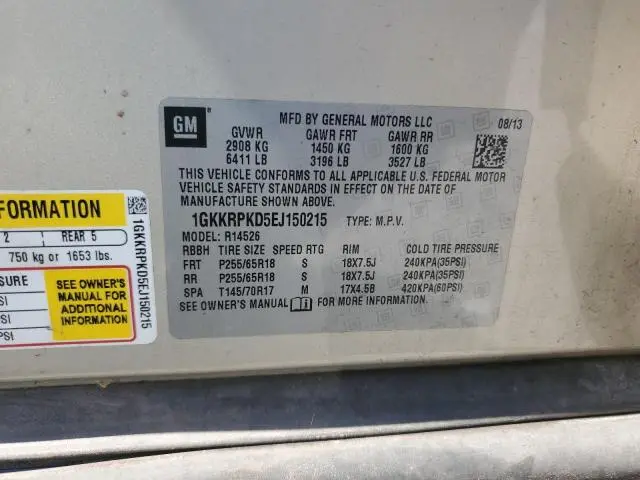 GM
MFD BY GENERAL MOTORS LLC 08/13
GVWR GAWR FRT GAWR RR
2908 KG 1450 KG 1600 KG
6411 LB 3196 LB 3527 LB
THIS VEHICLE CONFORMS TO ALL APPLICABLE U.S. FEDERAL MOTOR
VEHICLE SAFETY STANDARDS IN EFFECT ON THE DATE OF
MANUFACTURE SHOWN ABOVE.
1GKKRPKD5EJ150215 TYPE: M.P.V.
MODEL: R14526
RBBH TIRE SIZE SPEED RTG RIM COLD TIRE PRESSURE
FRT P255/65R18 S 18X7.5J 240KPA(35PSI)
RR P255/65R18 S 18X7.5J 240KPA(35PSI)
SPA T145/70R17 M 17X4.5B 420KPA(60PSI)
SEE OWNER'S MANUAL FOR MORE INFORMATION
FORMATION
2 REAR 5
750 kg or 1653 lbs.
SURE
SI
SI
PSI
SEE OWNER'S
MANUAL FOR
ADDITIONAL
INFORMATION
1GKKRPKD5EJ150215